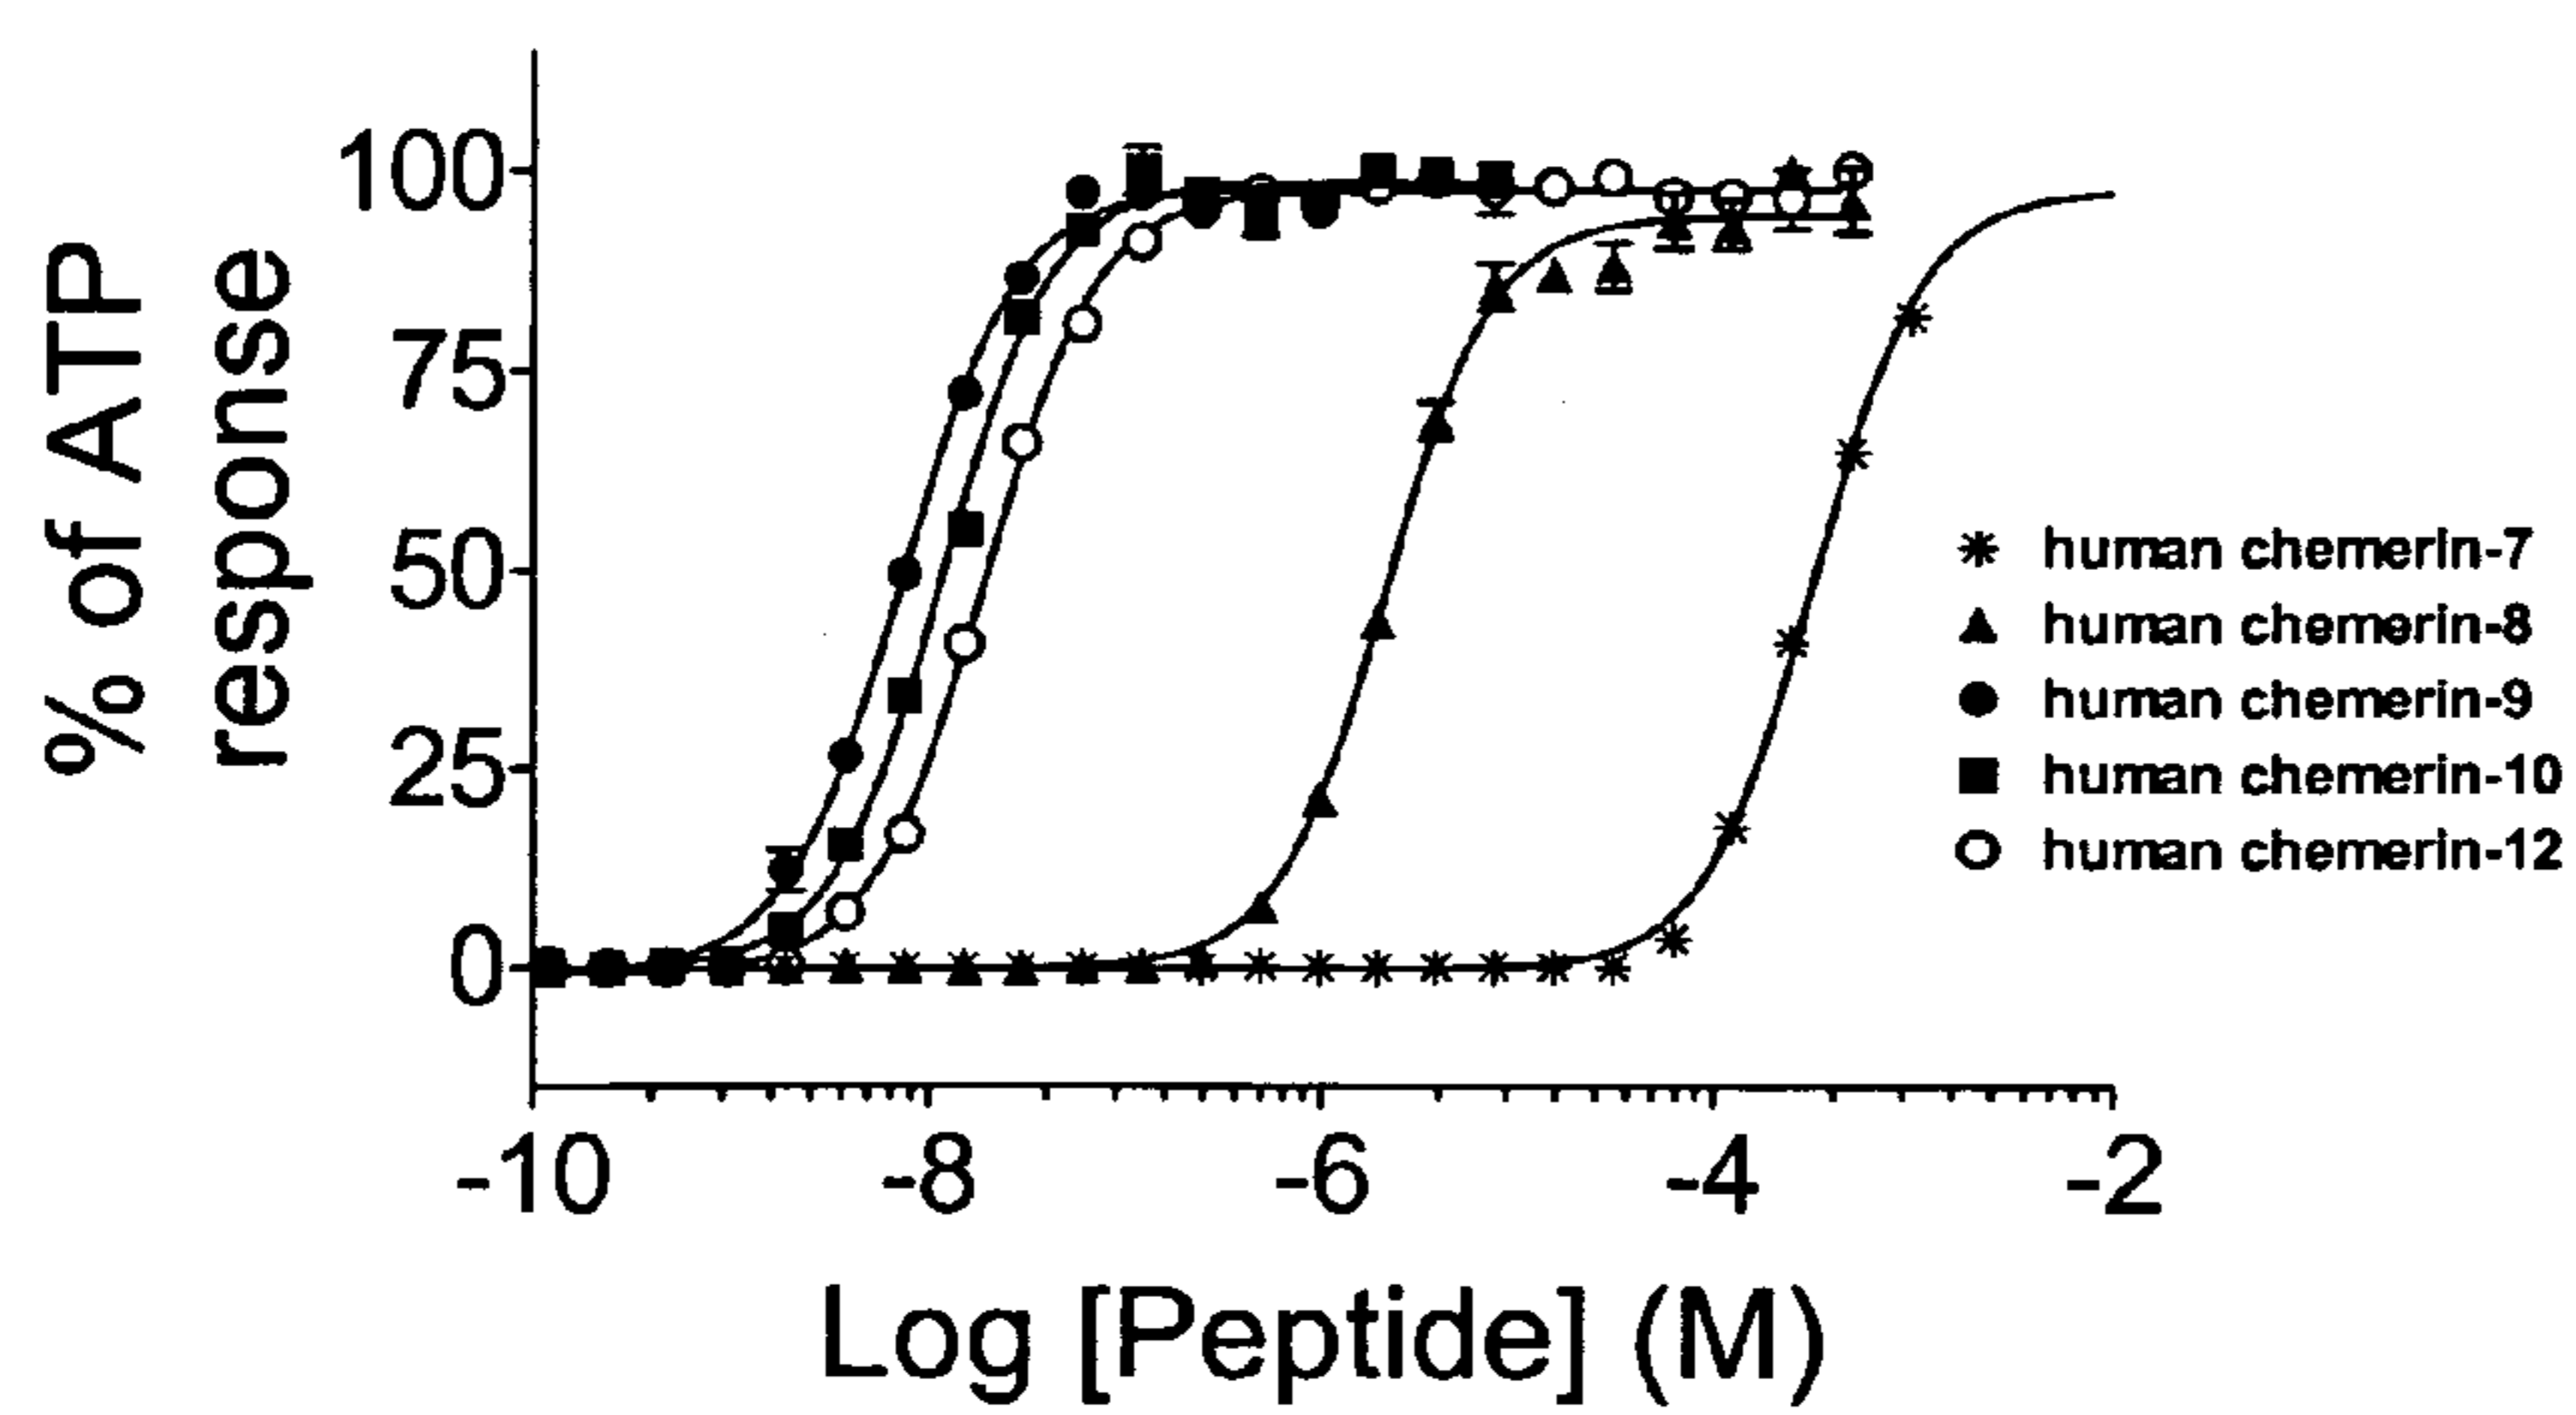 % of ATP
response
100
75
50
25
0
-10 -8 -6 -4 -2
Log [Peptide] (M)
human chemerin-7
human chemerin-8
human chemerin-9
human chemerin-10
human chemerin-12